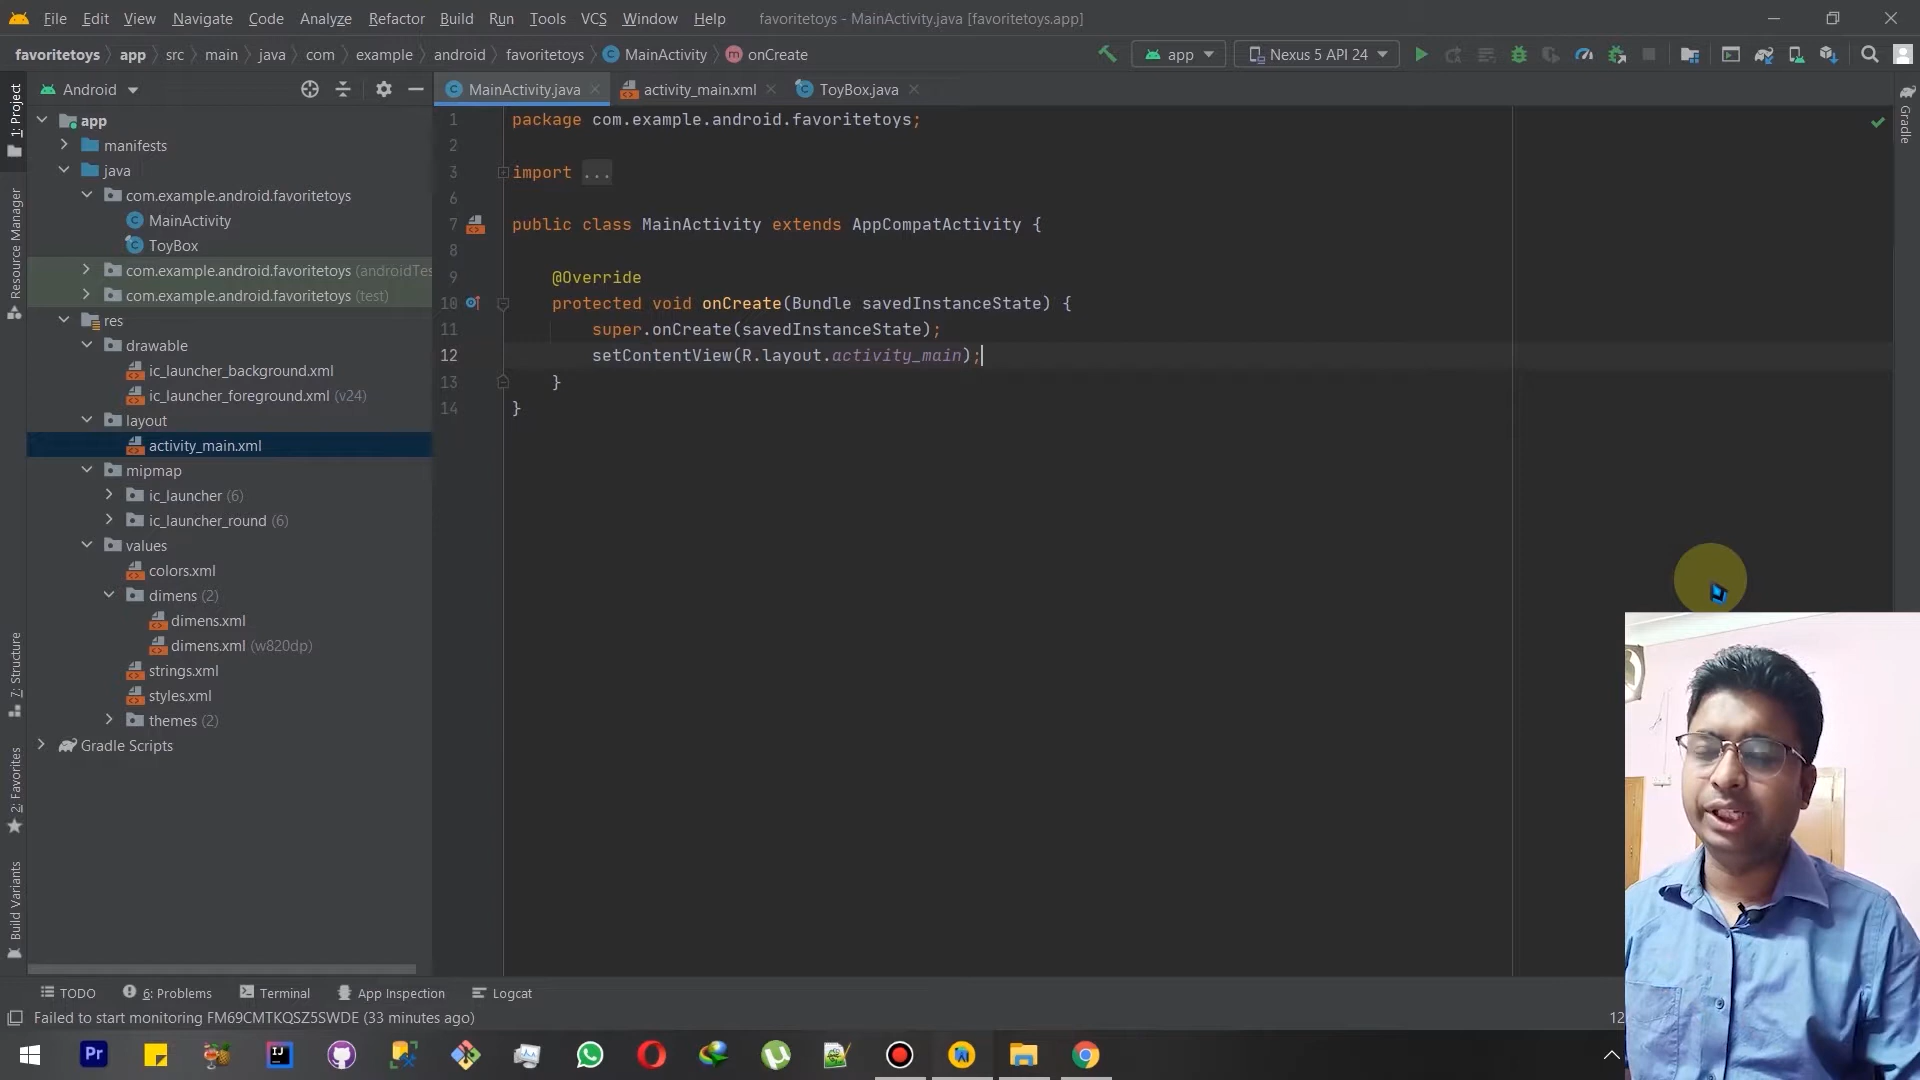 File Edit View Navigate Code Analyze Refactor Build Run Tools VCS Window Help favoritetoys - MainActivity.java [favoritetoys.app]
favoritetoys app src main java com example android favoritetoys MainActivity onCreate app Nexus 5 API 24
1: Project
Resource Manager
7: Structure
2: Favorites
Build Variants
Android
app
manifests
java
com.example.android.favoritetoys
MainActivity
ToyBox
com.example.android.favoritetoys (androidTes
com.example.android.favoritetoys (test)
res
drawable
ic_launcher_background.xml
ic_launcher_foreground.xml (v24)
layout
activity_main.xml
mipmap
ic_launcher (6)
ic_launcher_round (6)
values
colors.xml
dimens (2)
dimens.xml
dimens.xml (w820dp)
strings.xml
styles.xml
themes (2)
Gradle Scripts
MainActivity.java activity_main.xml ToyBox.java
1 package com.example.android.favoritetoys;
2
3 import ...
6
7 public class MainActivity extends AppCompatActivity {
8
9 @Override
10 protected void onCreate(Bundle savedInstanceState) {
11 super.onCreate(savedInstanceState);
12 setContentView(R.layout.activity_main);
13 }
14 }
Gradle
TODO 6: Problems Terminal App Inspection Logcat
Failed to start monitoring FM69CMTKQSZ5SWDE (33 minutes ago) 12
Pr IJ